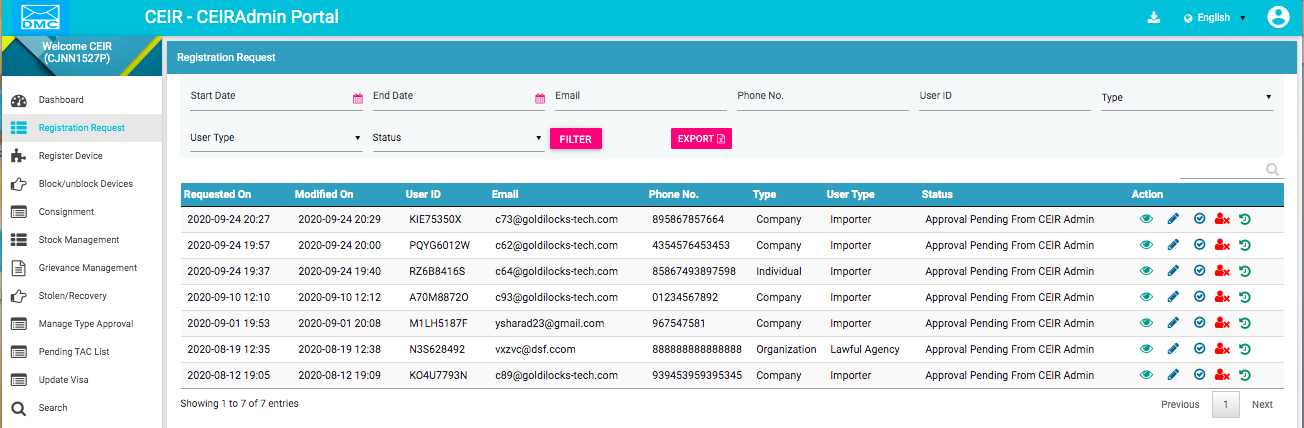 DMC
CEIR - CEIRAdmin Portal
English
Welcome CEIR
(CJNN1527P)
Dashboard
Registration Request
Register Device
Block/unblock Devices
Consignment
Stock Management
Grievance Management
Stolen/Recovery
Manage Type Approval
Pending TAC List
Update Visa
Search
Registration Request
Start Date End Date Email Phone No. User ID Type
User Type Status FILTER EXPORT
Requested On Modified On User ID Email Phone No. Type User Type Status Action
2020-09-24 20:27 2020-09-24 20:29 KIE75350X c73@goldilocks-tech.com 895867857664 Company Importer Approval Pending From CEIR Admin
2020-09-24 19:57 2020-09-24 20:00 PQYG6012W c62@goldilocks-tech.com 4354576453453 Company Importer Approval Pending From CEIR Admin
2020-09-24 19:37 2020-09-24 19:40 RZ6B8416S c64@goldilocks-tech.com 85867493897598 Individual Importer Approval Pending From CEIR Admin
2020-09-10 12:10 2020-09-10 12:12 A70M8872O c93@goldilocks-tech.com 01234567892 Company Importer Approval Pending From CEIR Admin
2020-09-01 19:53 2020-09-01 20:08 M1LH5187F ysharad23@gmail.com 967547581 Company Importer Approval Pending From CEIR Admin
2020-08-19 12:35 2020-08-19 12:38 N3S628492 vxzvc@dsf.ccom 888888888888888 Organization Lawful Agency Approval Pending From CEIR Admin
2020-08-12 19:05 2020-08-12 19:09 KO4U7793N c89@goldilocks-tech.com 939453959395345 Company Importer Approval Pending From CEIR Admin
Showing 1 to 7 of 7 entries
Previous 1 Next